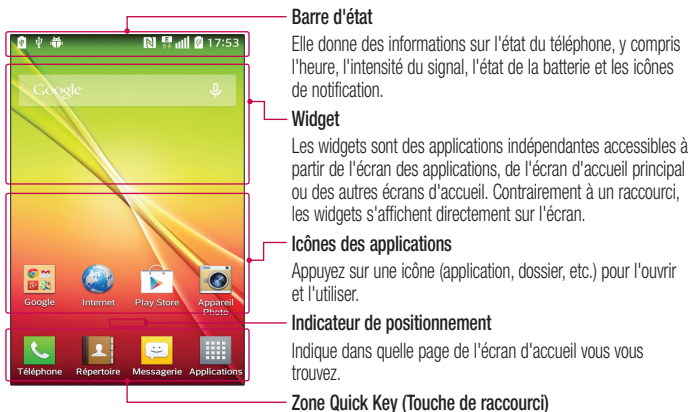 17:53
Google
Google
Internet
Play Store
Appareil
Photo
Téléphone
Répertoire
Messagerie
Applications
Barre d'état
Elle donne des informations sur l'état du téléphone, y compris
l'heure, l'intensité du signal, l'état de la batterie et les icônes
de notification.
Widget
Les widgets sont des applications indépendantes accessibles à
partir de l'écran des applications, de l'écran d'accueil principal
ou des autres écrans d'accueil. Contrairement à un raccourci,
les widgets s'affichent directement sur l'écran.
Icônes des applications
Appuyez sur une icône (application, dossier, etc.) pour l'ouvrir
et l'utiliser.
Indicateur de positionnement
Indique dans quelle page de l'écran d'accueil vous vous
trouvez.
Zone Quick Key (Touche de raccourci)